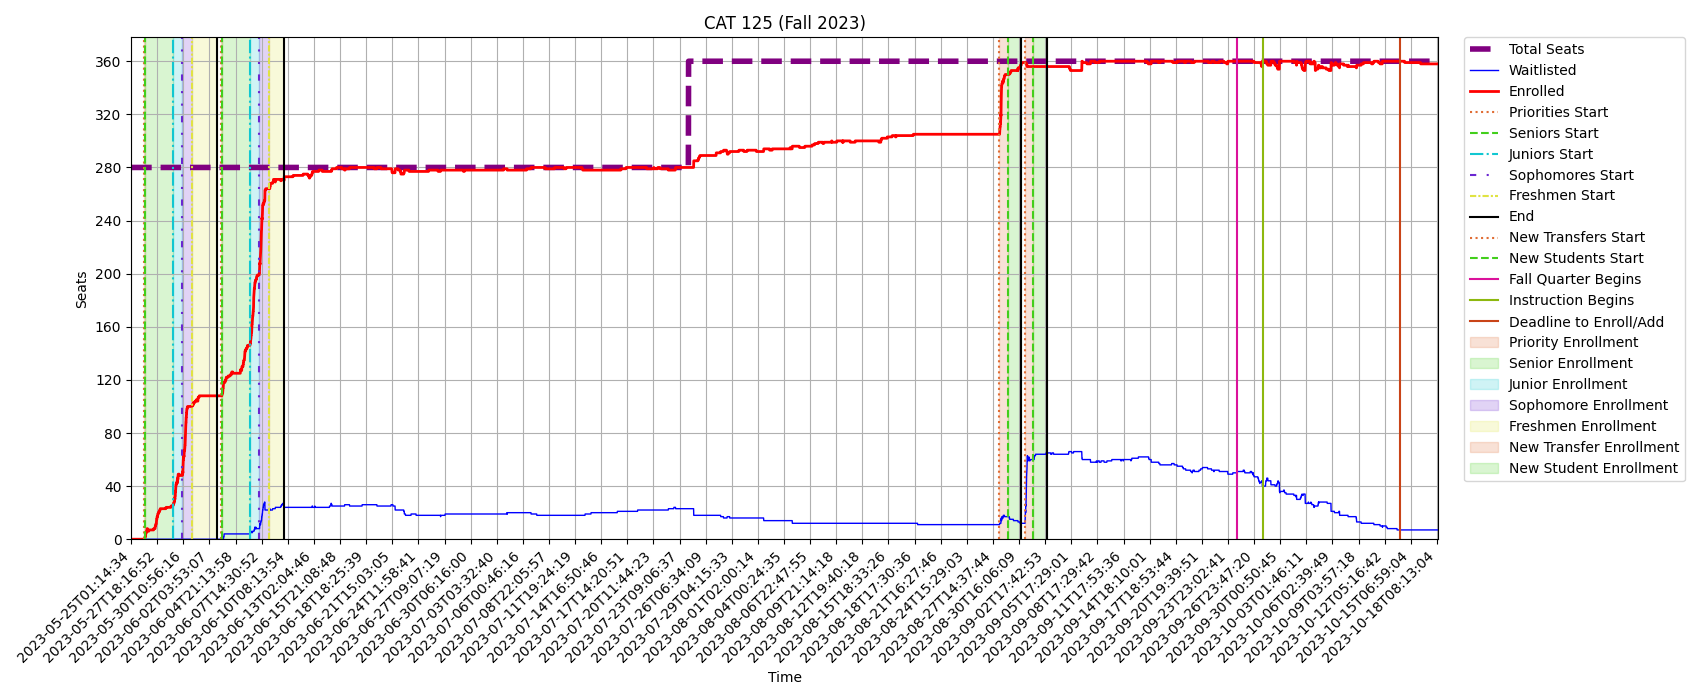 CAT 125 (Fall 2023)
Seats
360
320
280
240
200
160
120
80
40
0
2023-05-25T01:14:34
2023-05-27T18:16:52
2023-05-30T10:56:16
2023-06-02T03:53:07
2023-06-04T21:13:58
2023-06-07T14:30:52
2023-06-10T08:13:54
2023-06-13T02:04:46
2023-06-15T21:08:48
2023-06-18T18:25:39
2023-06-21T15:03:05
2023-06-24T11:58:41
2023-06-27T09:07:19
2023-06-30T06:16:00
2023-07-03T03:32:40
2023-07-06T00:46:16
2023-07-08T22:05:57
2023-07-11T19:24:19
2023-07-14T16:50:46
2023-07-17T14:20:51
2023-07-20T11:44:23
2023-07-23T09:06:37
2023-07-26T06:34:09
2023-07-29T04:15:33
2023-08-01T02:00:14
2023-08-04T00:24:35
2023-08-06T22:47:55
2023-08-09T21:14:18
2023-08-12T19:40:18
2023-08-15T18:33:26
2023-08-18T17:30:36
2023-08-21T16:27:46
2023-08-24T15:29:03
2023-08-27T14:37:44
2023-08-30T16:06:09
2023-09-02T17:42:53
2023-09-05T17:29:01
2023-09-08T17:29:42
2023-09-11T17:53:36
2023-09-14T18:10:01
2023-09-17T18:53:44
2023-09-20T19:39:51
2023-09-23T23:02:41
2023-09-26T23:47:20
2023-09-30T00:50:45
2023-10-03T01:46:11
2023-10-06T02:39:49
2023-10-09T03:57:18
2023-10-12T05:16:42
2023-10-15T06:59:04
2023-10-18T08:13:04
Time
Total Seats
Waitlisted
Enrolled
Priorities Start
Seniors Start
Juniors Start
Sophomores Start
Freshmen Start
End
New Transfers Start
New Students Start
Fall Quarter Begins
Instruction Begins
Deadline to Enroll/Add
Priority Enrollment
Senior Enrollment
Junior Enrollment
Sophomore Enrollment
Freshmen Enrollment
New Transfer Enrollment
New Student Enrollment